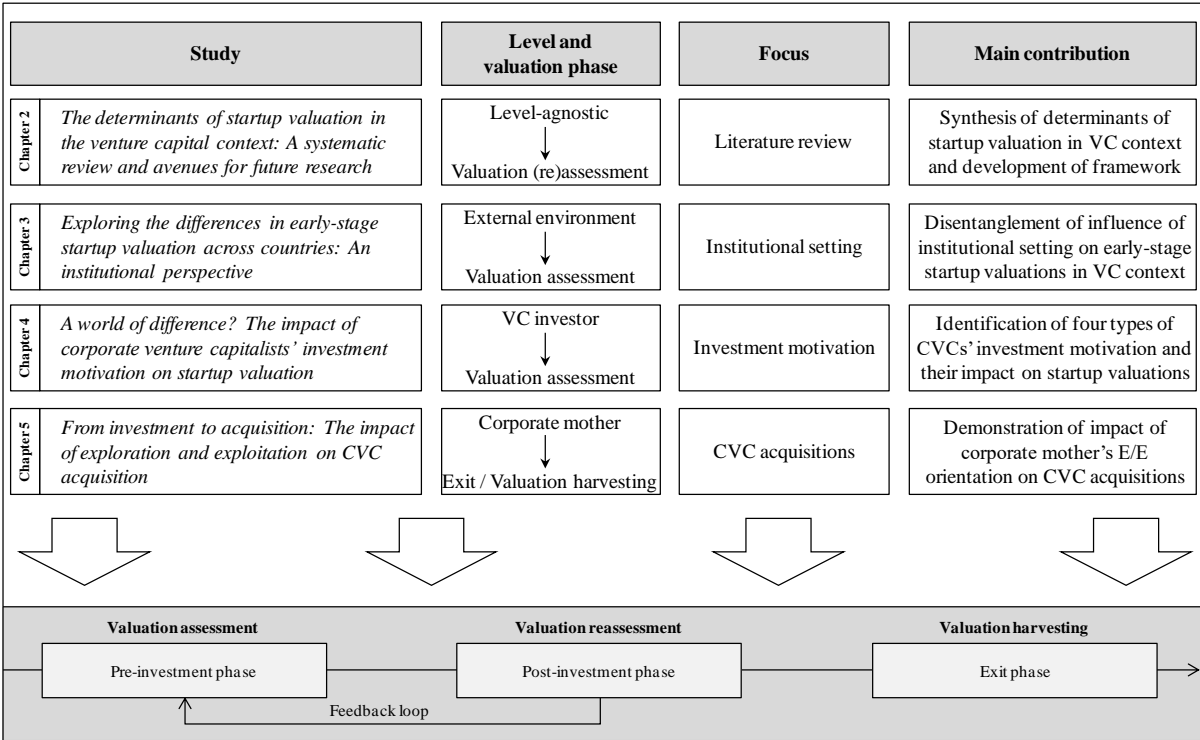 Study
Level and
valuation phase
Focus
Main contribution
Chapter 2
The determinants of startup valuation in
the venture capital context: A systematic
review and avenues for future research
Level-agnostic
Valuation (re)assessment
Literature review
Synthesis of determinants of
startup valuation in VC context
and development of framework
Chapter 3
Exploring the differences in early-stage
startup valuation across countries: An
institutional perspective
External environment
Valuation assessment
Institutional setting
Disentanglement of influence of
institutional setting on early-stage
startup valuations in VC context
Chapter 4
A world of difference? The impact of
corporate venture capitalists' investment
motivation on startup valuation
VC investor
Valuation assessment
Investment motivation
Identification of four types of
CVCs' investment motivation and
their impact on startup valuations
Chapter 5
From investment to acquisition: The impact
of exploration and exploitation on CVC
acquisition
Corporate mother
Exit / Valuation harvesting
CVC acquisitions
Demonstration of impact of
corporate mother's E/E
orientation on CVC acquisitions
Valuation assessment
Valuation reassessment
Valuation harvesting
Pre-investment phase
Post-investment phase
Exit phase
Feedback loop